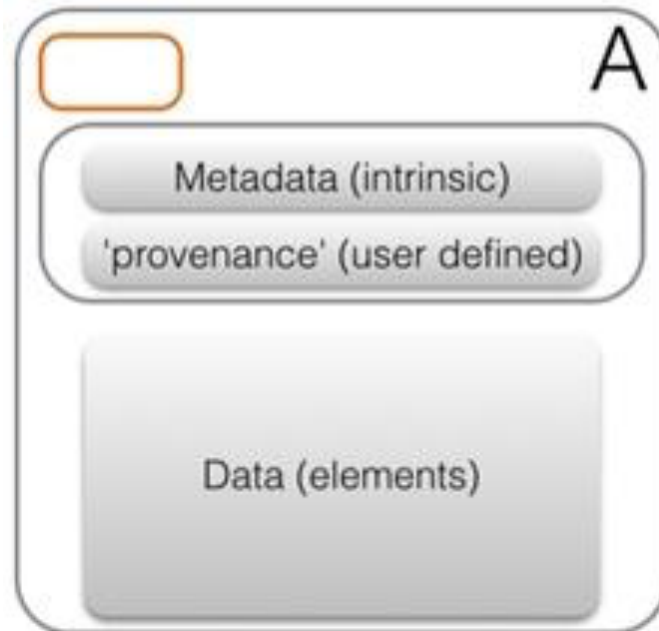 A
Metadata (intrinsic)
'provenance' (user defined)
Data (elements)